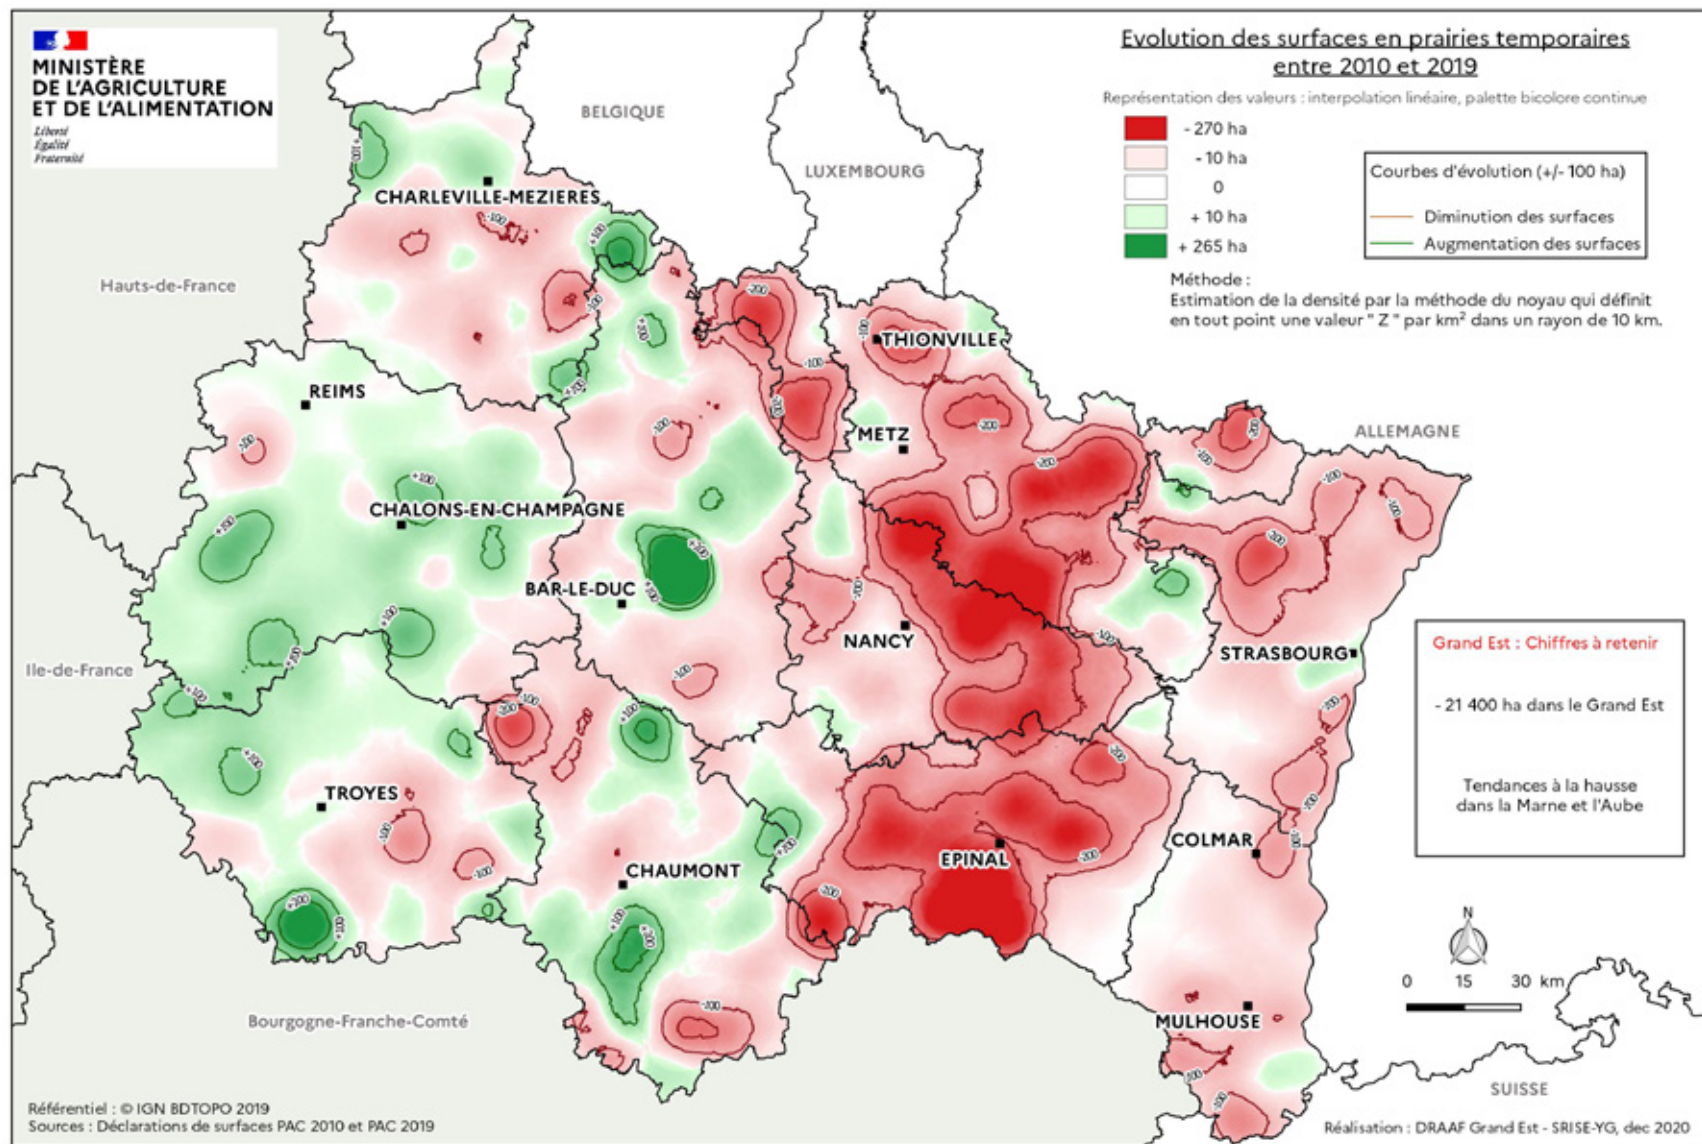 MINISTÈRE
DE L'AGRICULTURE
ET DE L'ALIMENTATION
Liberté
Égalité
Fraternité
Evolution des surfaces en prairies temporaires
entre 2010 et 2019
Représentation des valeurs : interpolation linéaire, palette bicolore continue
- 270 ha
- 10 ha
0
+ 10 ha
+ 265 ha
Courbes d'évolution (+/- 100 ha)
Diminution des surfaces
Augmentation des surfaces
Méthode :
Estimation de la densité par la méthode du noyau qui définit
en tout point une valeur " Z " par km² dans un rayon de 10 km.
BELGIQUE
LUXEMBOURG
ALLEMAGNE
Hauts-de-France
Ile-de-France
Bourgogne-Franche-Comté
SUISSE
CHARLEVILLE-MEZIERES
THIONVILLE
REIMS
METZ
CHALONS-EN-CHAMPAGNE
BAR-LE-DUC
NANCY
STRASBOURG
TROYES
CHAUMONT
EPINAL
COLMAR
MULHOUSE
Grand Est : Chiffres à retenir
- 21 400 ha dans le Grand Est
Tendances à la hausse
dans la Marne et l'Aube
N
0 15 30 km
Référentiel : © IGN BDTOPO 2019
Sources : Déclarations de surfaces PAC 2010 et PAC 2019
Réalisation : DRAAF Grand Est - SRISE-YG, dec 2020